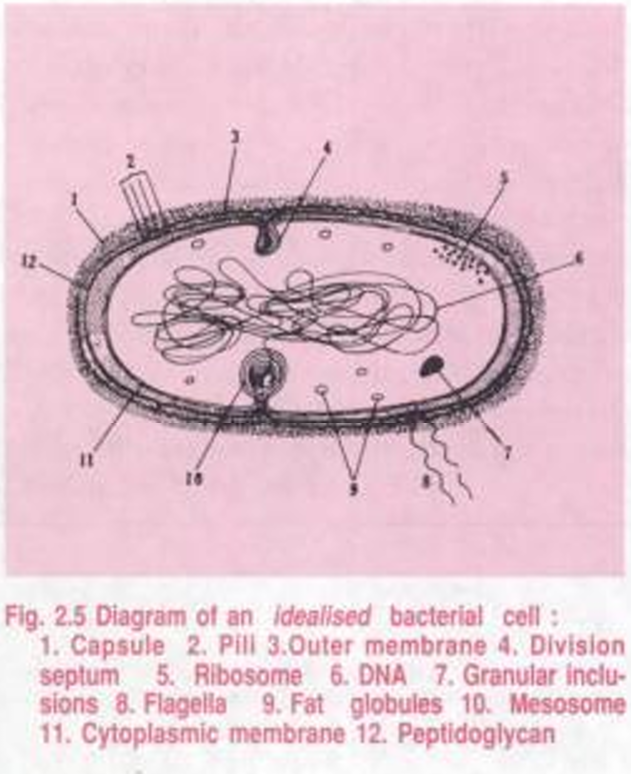 3
4
2
5
1
6
12
11
10
9
8
7
Fig. 2.5 Diagram of an idealised bacterial cell :
1. Capsule 2. Pili 3.Outer membrane 4. Division
septum 5. Ribosome 6. DNA 7. Granular inclu-
sions 8. Flagella 9. Fat globules 10. Mesosome
11. Cytoplasmic membrane 12. Peptidoglycan